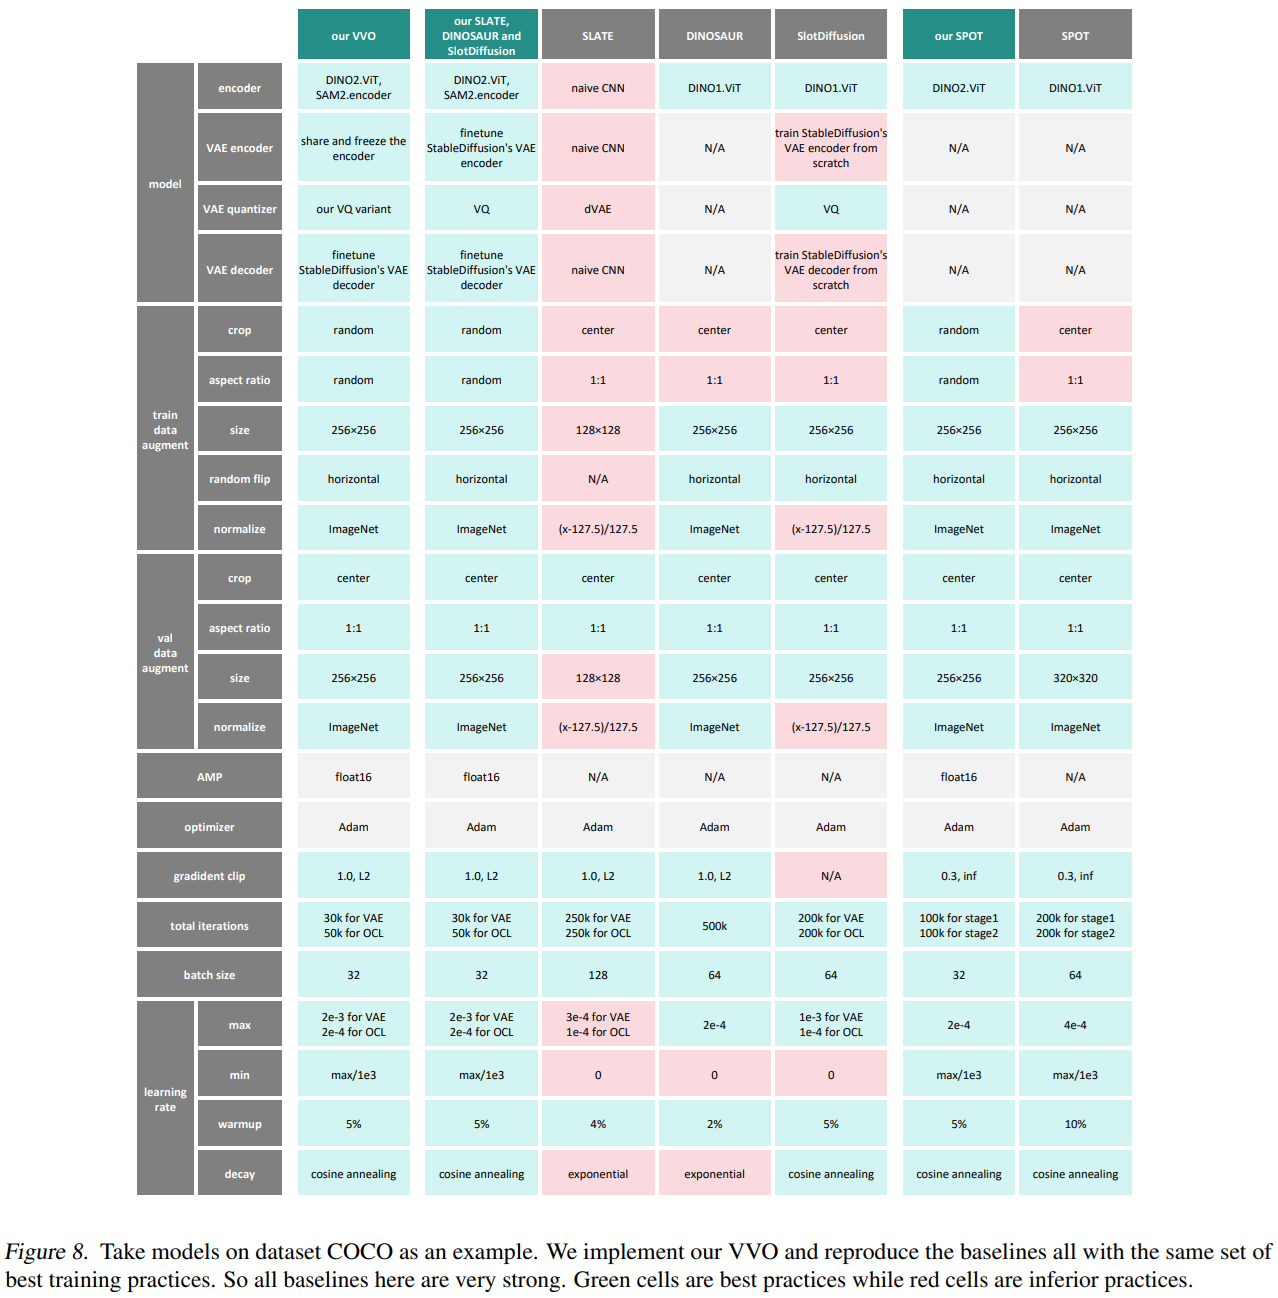 our VVO
our SLATE,
DINOSAUR and
SlotDiffusion
SLATE
DINOSAUR
SlotDiffusion
our SPOT
SPOT
model
encoder
DINO2.ViT,
SAM2.encoder
DINO2.ViT,
SAM2.encoder
naive CNN
DINO1.ViT
DINO1.ViT
DINO2.ViT
DINO1.ViT
VAE encoder
share and freeze the
encoder
finetune
StableDiffusion's VAE
encoder
naive CNN
N/A
train StableDiffusion's
VAE encoder from
scratch
N/A
N/A
VAE quantizer
our VQ variant
VQ
dVAE
N/A
VQ
N/A
N/A
VAE decoder
finetune
StableDiffusion's VAE
decoder
finetune
StableDiffusion's VAE
decoder
naive CNN
N/A
train StableDiffusion's
VAE decoder from
scratch
N/A
N/A
train
data
augment
crop
random
random
center
center
center
random
center
aspect ratio
random
random
1:1
1:1
1:1
random
1:1
size
256×256
256×256
128×128
256×256
256×256
256×256
256×256
random flip
horizontal
horizontal
N/A
horizontal
horizontal
horizontal
horizontal
normalize
ImageNet
ImageNet
(x-127.5)/127.5
ImageNet
(x-127.5)/127.5
ImageNet
ImageNet
val
data
augment
crop
center
center
center
center
center
center
center
aspect ratio
1:1
1:1
1:1
1:1
1:1
1:1
1:1
size
256×256
256×256
128×128
256×256
256×256
256×256
320×320
normalize
ImageNet
ImageNet
(x-127.5)/127.5
ImageNet
(x-127.5)/127.5
ImageNet
ImageNet
AMP
float16
float16
N/A
N/A
N/A
float16
N/A
optimizer
Adam
Adam
Adam
Adam
Adam
Adam
Adam
gradident clip
1.0, L2
1.0, L2
1.0, L2
1.0, L2
N/A
0.3, inf
0.3, inf
total iterations
30k for VAE
50k for OCL
30k for VAE
50k for OCL
250k for VAE
250k for OCL
500k
200k for VAE
200k for OCL
100k for stage1
100k for stage2
200k for stage1
200k for stage2
batch size
32
32
128
64
64
32
64
learning
rate
max
2e-3 for VAE
2e-4 for OCL
2e-3 for VAE
2e-4 for OCL
3e-4 for VAE
1e-4 for OCL
2e-4
1e-3 for VAE
1e-4 for OCL
2e-4
4e-4
min
max/1e3
max/1e3
0
0
0
max/1e3
max/1e3
warmup
5%
5%
4%
2%
5%
5%
10%
decay
cosine annealing
cosine annealing
exponential
exponential
cosine annealing
cosine annealing
cosine annealing
Figure 8. Take models on dataset COCO as an example. We implement our VVO and reproduce the baselines all with the same set of
best training practices. So all baselines here are very strong. Green cells are best practices while red cells are inferior practices.